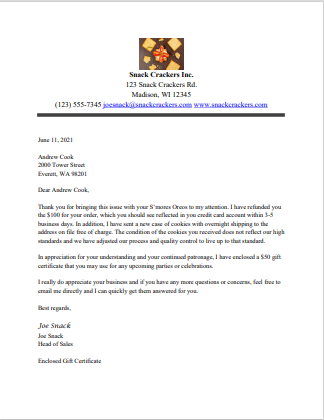 Snack Crackers Inc.
123 Snack Crackers Rd.
Madison, WI 12345
(123) 555-7345 joesnack@snackcrackers.com www.snackcrackers.com
June 11, 2021
Andrew Cook
2000 Tower Street
Everett, WA 98201
Dear Andrew Cook,
Thank you for bringing this issue with your S'mores Oreos to my attention. I have refunded you
the $100 for your order, which you should see reflected in you credit card account within 3-5
business days. In addition, I have sent a new case of cookies with overnight shipping to the
address on file free of charge. The condition of the cookies you received does not reflect our high
standards and we have adjusted our process and quality control to live up to that standard.
In appreciation for your understanding and your continued patronage, I have enclosed a $50 gift
certificate that you may use for any upcoming parties or celebrations.
I really do appreciate your business and if you have any more questions or concerns, feel free to
email me directly and I can quickly get them answered for you.
Best regards,
Joe Snack
Joe Snack
Head of Sales
Enclosed Gift Certificate